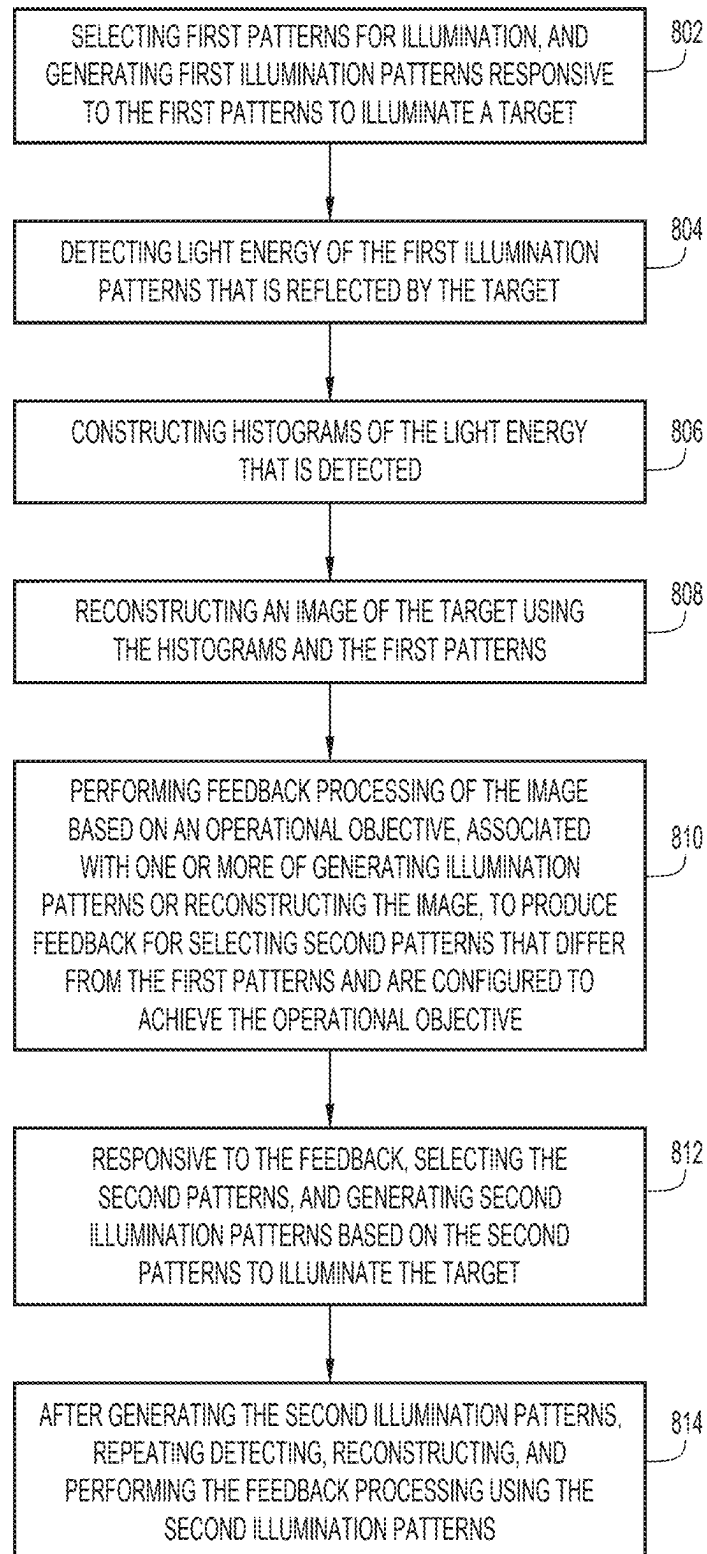 SELECTING FIRST PATTERNS FOR ILLUMINATION, AND
GENERATING FIRST ILLUMINATION PATTERNS RESPONSIVE
TO THE FIRST PATTERNS TO ILLUMINATE A TARGET
802
DETECTING LIGHT ENERGY OF THE FIRST ILLUMINATION
PATTERNS THAT IS REFLECTED BY THE TARGET
804
CONSTRUCTING HISTOGRAMS OF THE LIGHT ENERGY
THAT IS DETECTED
806
RECONSTRUCTING AN IMAGE OF THE TARGET USING
THE HISTOGRAMS AND THE FIRST PATTERNS
808
PERFORMING FEEDBACK PROCESSING OF THE IMAGE
BASED ON AN OPERATIONAL OBJECTIVE, ASSOCIATED
WITH ONE OR MORE OF GENERATING ILLUMINATION
PATTERNS OR RECONSTRUCTING THE IMAGE, TO PRODUCE
FEEDBACK FOR SELECTING SECOND PATTERNS THAT DIFFER
FROM THE FIRST PATTERNS AND ARE CONFIGURED TO
ACHIEVE THE OPERATIONAL OBJECTIVE
810
RESPONSIVE TO THE FEEDBACK, SELECTING THE
SECOND PATTERNS, AND GENERATING SECOND
ILLUMINATION PATTERNS BASED ON THE SECOND
PATTERNS TO ILLUMINATE THE TARGET
812
AFTER GENERATING THE SECOND ILLUMINATION PATTERNS,
REPEATING DETECTING, RECONSTRUCTING, AND
PERFORMING THE FEEDBACK PROCESSING USING THE
SECOND ILLUMINATION PATTERNS
814